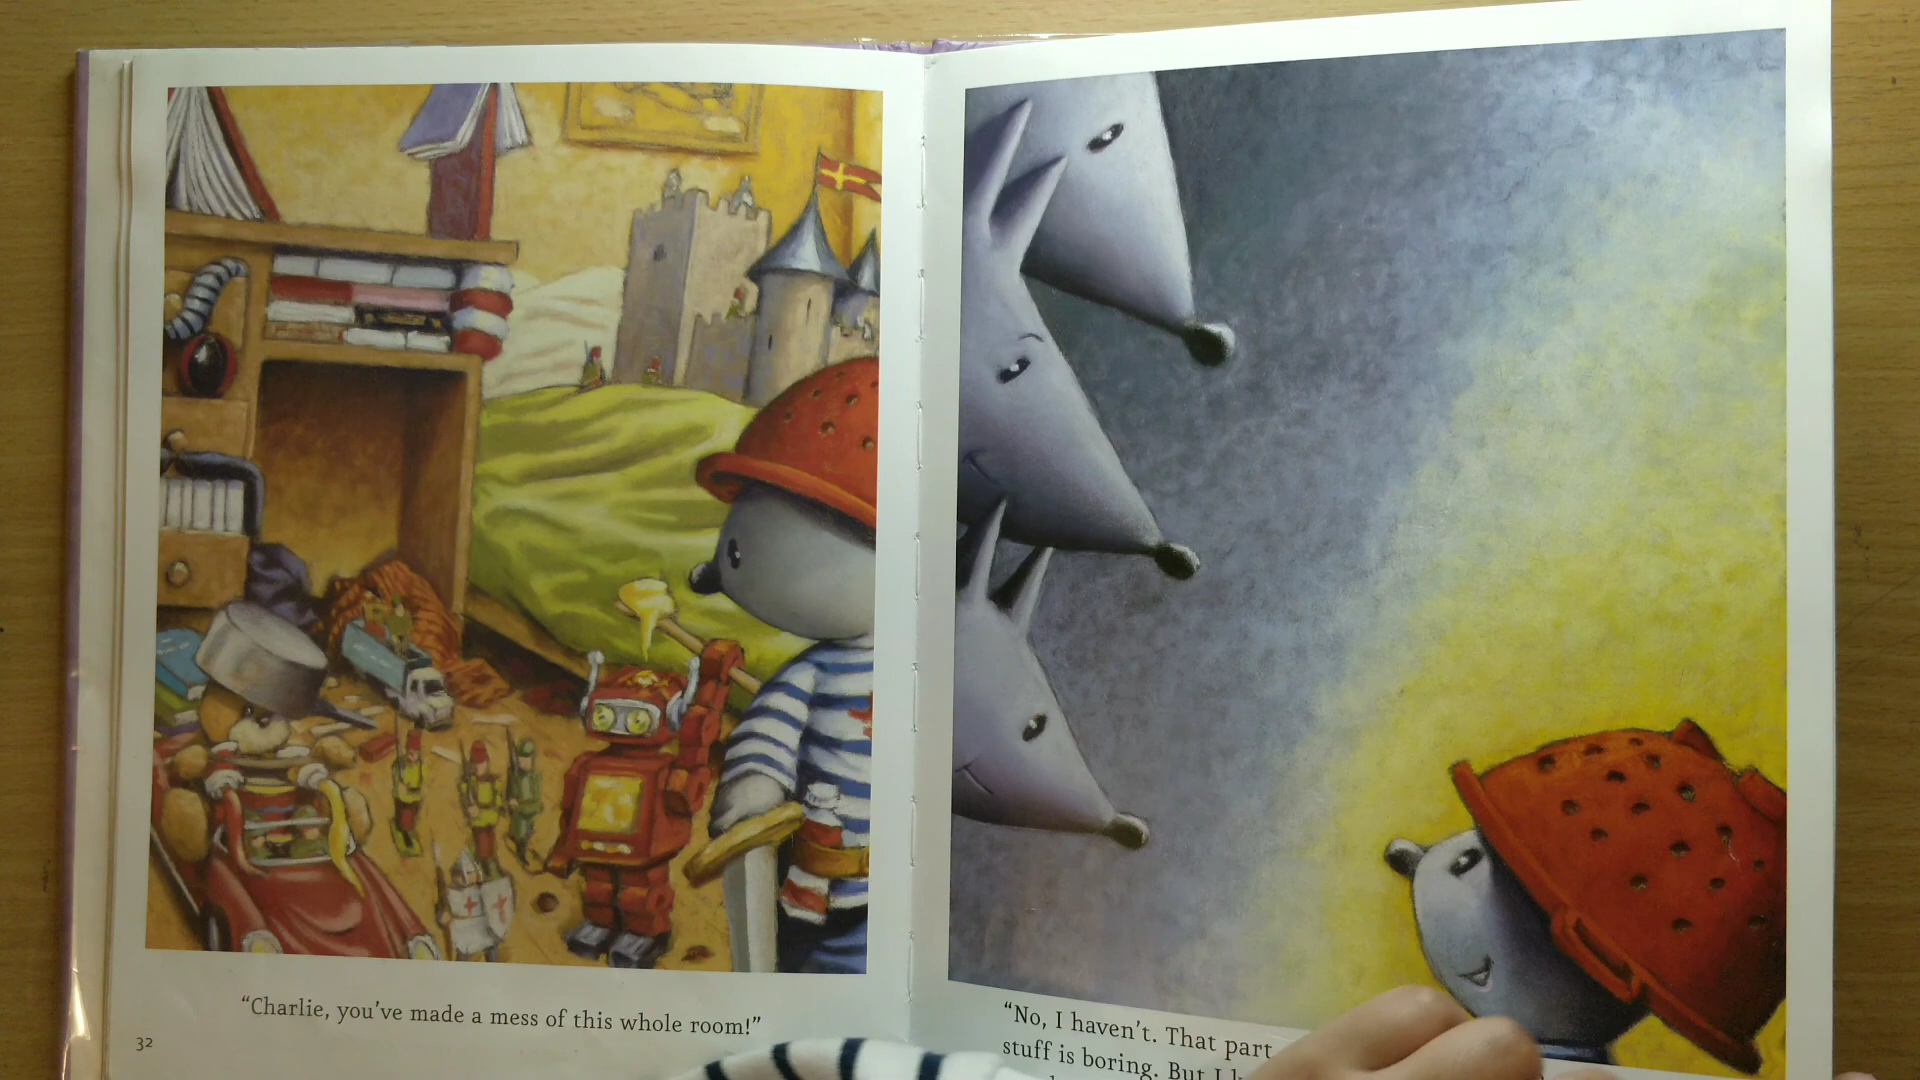 “Charlie, you’ve made a mess of this whole room!”
32
“No, I haven’t. That part
stuff is boring. But I